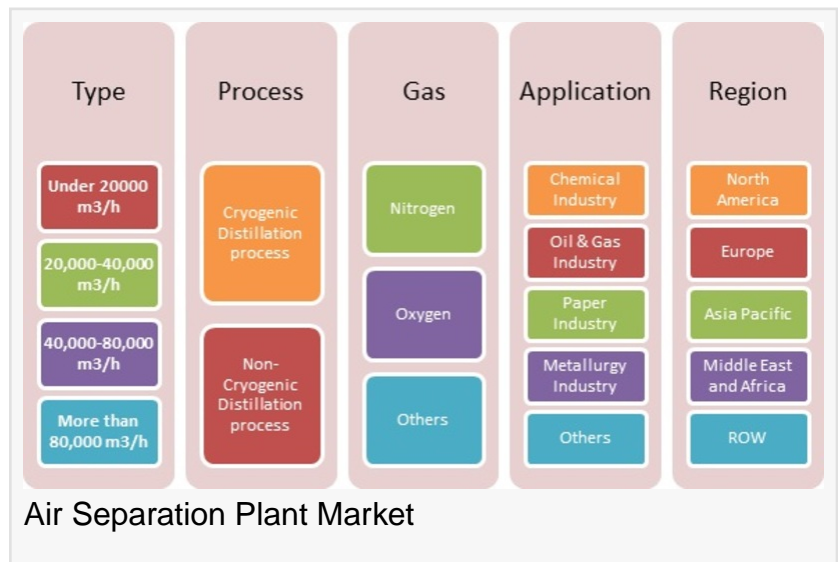 Type
Under 20000
m3/h
20,000-40,000
m3/h
40,000-80,000
m3/h
More than
80,000 m3/h
Process
Cryogenic
Distillation
process
Non-
Cryogenic
Distillation
process
Gas
Nitrogen
Oxygen
Others
Application
Chemical
Industry
Oil & Gas
Industry
Paper
Industry
Metallurgy
Industry
Others
Region
North
America
Europe
Asia Pacific
Middle East
and Africa
ROW
Air Separation Plant Market